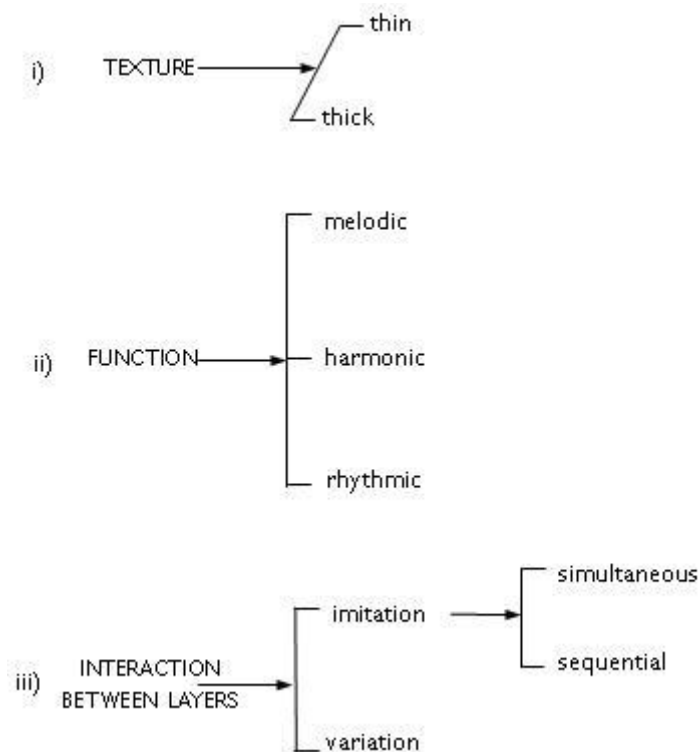 thin
i) TEXTURE
thick
melodic
ii) FUNCTION harmonic
rhythmic
simultaneous
imitation
sequential
iii) INTERACTION
BETWEEN LAYERS
variation